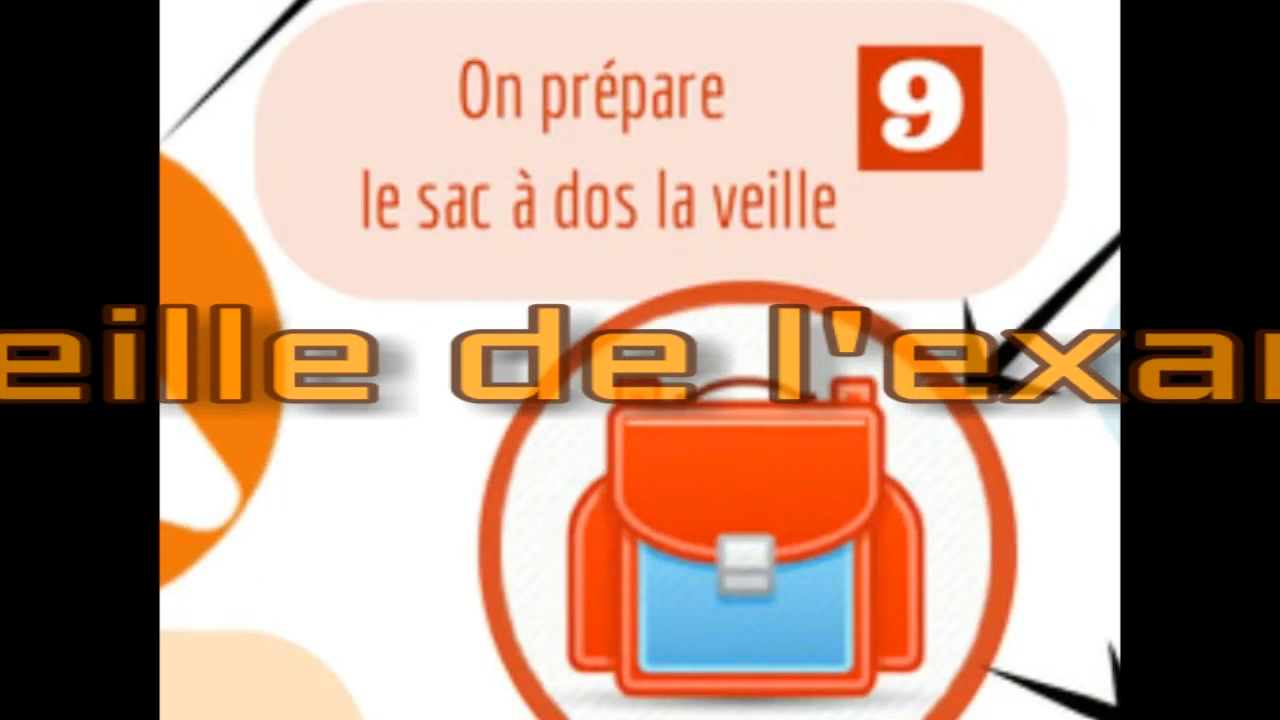 On prépare
9
le sac à dos la veille
eille de l'exa